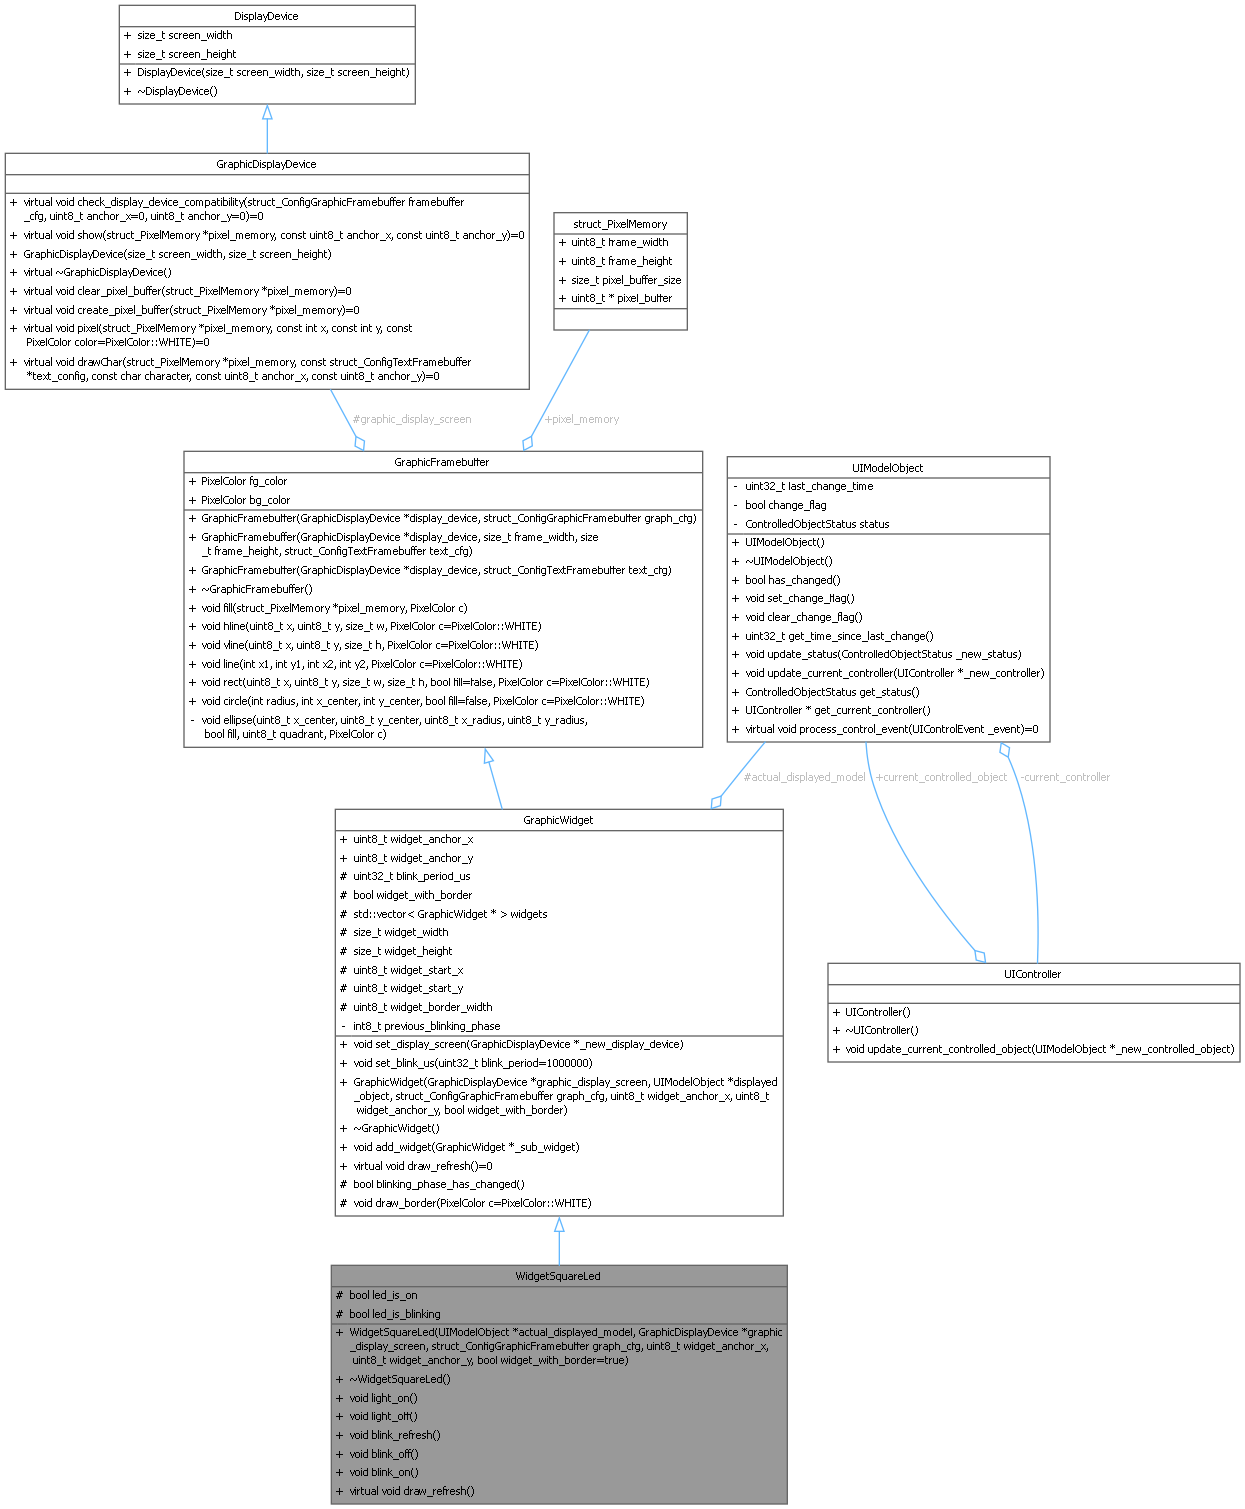 DisplayDevice
+ size_t screen_width
+ size_t screen_height
+ DisplayDevice(size_t screen_width, size_t screen_height)
+ ~DisplayDevice()
GraphicDisplayDevice
+ virtual void check_display_device_compatibility(struct_ConfigGraphicFramebuffer framebuffer
_cfg, uint8_t anchor_x=0, uint8_t anchor_y=0)=0
+ virtual void show(struct_PixelMemory *pixel_memory, const uint8_t anchor_x, const uint8_t anchor_y)=0
+ GraphicDisplayDevice(size_t screen_width, size_t screen_height)
+ virtual ~GraphicDisplayDevice()
+ virtual void clear_pixel_buffer(struct_PixelMemory *pixel_memory)=0
+ virtual void create_pixel_buffer(struct_PixelMemory *pixel_memory)=0
+ virtual void pixel(struct_PixelMemory *pixel_memory, const int x, const int y, const
PixelColor color=PixelColor::WHITE)=0
+ virtual void drawChar(struct_PixelMemory *pixel_memory, const struct_ConfigTextFramebuffer
*text_config, const char character, const uint8_t anchor_x, const uint8_t anchor_y)=0
struct_PixelMemory
+ uint8_t frame_width
+ uint8_t frame_height
+ size_t pixel_buffer_size
+ uint8_t * pixel_buffer
#graphic_display_screen
+pixel_memory
GraphicFramebuffer
+ PixelColor fg_color
+ PixelColor bg_color
+ GraphicFramebuffer(GraphicDisplayDevice *display_device, struct_ConfigGraphicFramebuffer graph_cfg)
+ GraphicFramebuffer(GraphicDisplayDevice *display_device, size_t frame_width, size
_t frame_height, struct_ConfigTextFramebuffer text_cfg)
+ GraphicFramebuffer(GraphicDisplayDevice *display_device, struct_ConfigTextFramebuffer text_cfg)
+ ~GraphicFramebuffer()
+ void fill(struct_PixelMemory *pixel_memory, PixelColor c)
+ void hline(uint8_t x, uint8_t y, size_t w, PixelColor c=PixelColor::WHITE)
+ void vline(uint8_t x, uint8_t y, size_t h, PixelColor c=PixelColor::WHITE)
+ void line(int x1, int y1, int x2, int y2, PixelColor c=PixelColor::WHITE)
+ void rect(uint8_t x, uint8_t y, size_t w, size_t h, bool fill=false, PixelColor c=PixelColor::WHITE)
+ void circle(int radius, int x_center, int y_center, bool fill=false, PixelColor c=PixelColor::WHITE)
- void ellipse(uint8_t x_center, uint8_t y_center, uint8_t x_radius, uint8_t y_radius,
bool fill, uint8_t quadrant, PixelColor c)
UIModelObject
- uint32_t last_change_time
- bool change_flag
- ControlledObjectStatus status
+ UIModelObject()
+ ~UIModelObject()
+ bool has_changed()
+ void set_change_flag()
+ void clear_change_flag()
+ uint32_t get_time_since_last_change()
+ void update_status(ControlledObjectStatus _new_status)
+ void update_current_controller(UIController *_new_controller)
+ ControlledObjectStatus get_status()
+ UIController * get_current_controller()
+ virtual void process_control_event(UIControlEvent _event)=0
#actual_displayed_model
+current_controlled_object
-current_controller
GraphicWidget
+ uint8_t widget_anchor_x
+ uint8_t widget_anchor_y
# uint32_t blink_period_us
# bool widget_with_border
# std::vector< GraphicWidget * > widgets
# size_t widget_width
# size_t widget_height
# uint8_t widget_start_x
# uint8_t widget_start_y
# uint8_t widget_border_width
- int8_t previous_blinking_phase
+ void set_display_screen(GraphicDisplayDevice *_new_display_device)
+ void set_blink_us(uint32_t blink_period=1000000)
+ GraphicWidget(GraphicDisplayDevice *graphic_display_screen, UIModelObject *displayed
_object, struct_ConfigGraphicFramebuffer graph_cfg, uint8_t widget_anchor_x, uint8_t
widget_anchor_y, bool widget_with_border)
+ ~GraphicWidget()
+ void add_widget(GraphicWidget *_sub_widget)
+ virtual void draw_refresh()=0
# bool blinking_phase_has_changed()
# void draw_border(PixelColor c=PixelColor::WHITE)
UIController
+ UIController()
+ ~UIController()
+ void update_current_controlled_object(UIModelObject *_new_controlled_object)
WidgetSquareLed
# bool led_is_on
# bool led_is_blinking
+ WidgetSquareLed(UIModelObject *actual_displayed_model, GraphicDisplayDevice *graphic
_display_screen, struct_ConfigGraphicFramebuffer graph_cfg, uint8_t widget_anchor_x,
uint8_t widget_anchor_y, bool widget_with_border=true)
+ ~WidgetSquareLed()
+ void light_on()
+ void light_off()
+ void blink_refresh()
+ void blink_off()
+ void blink_on()
+ virtual void draw_refresh()